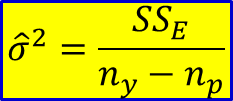 σ̂² = SS_E / (n_y − n_p)